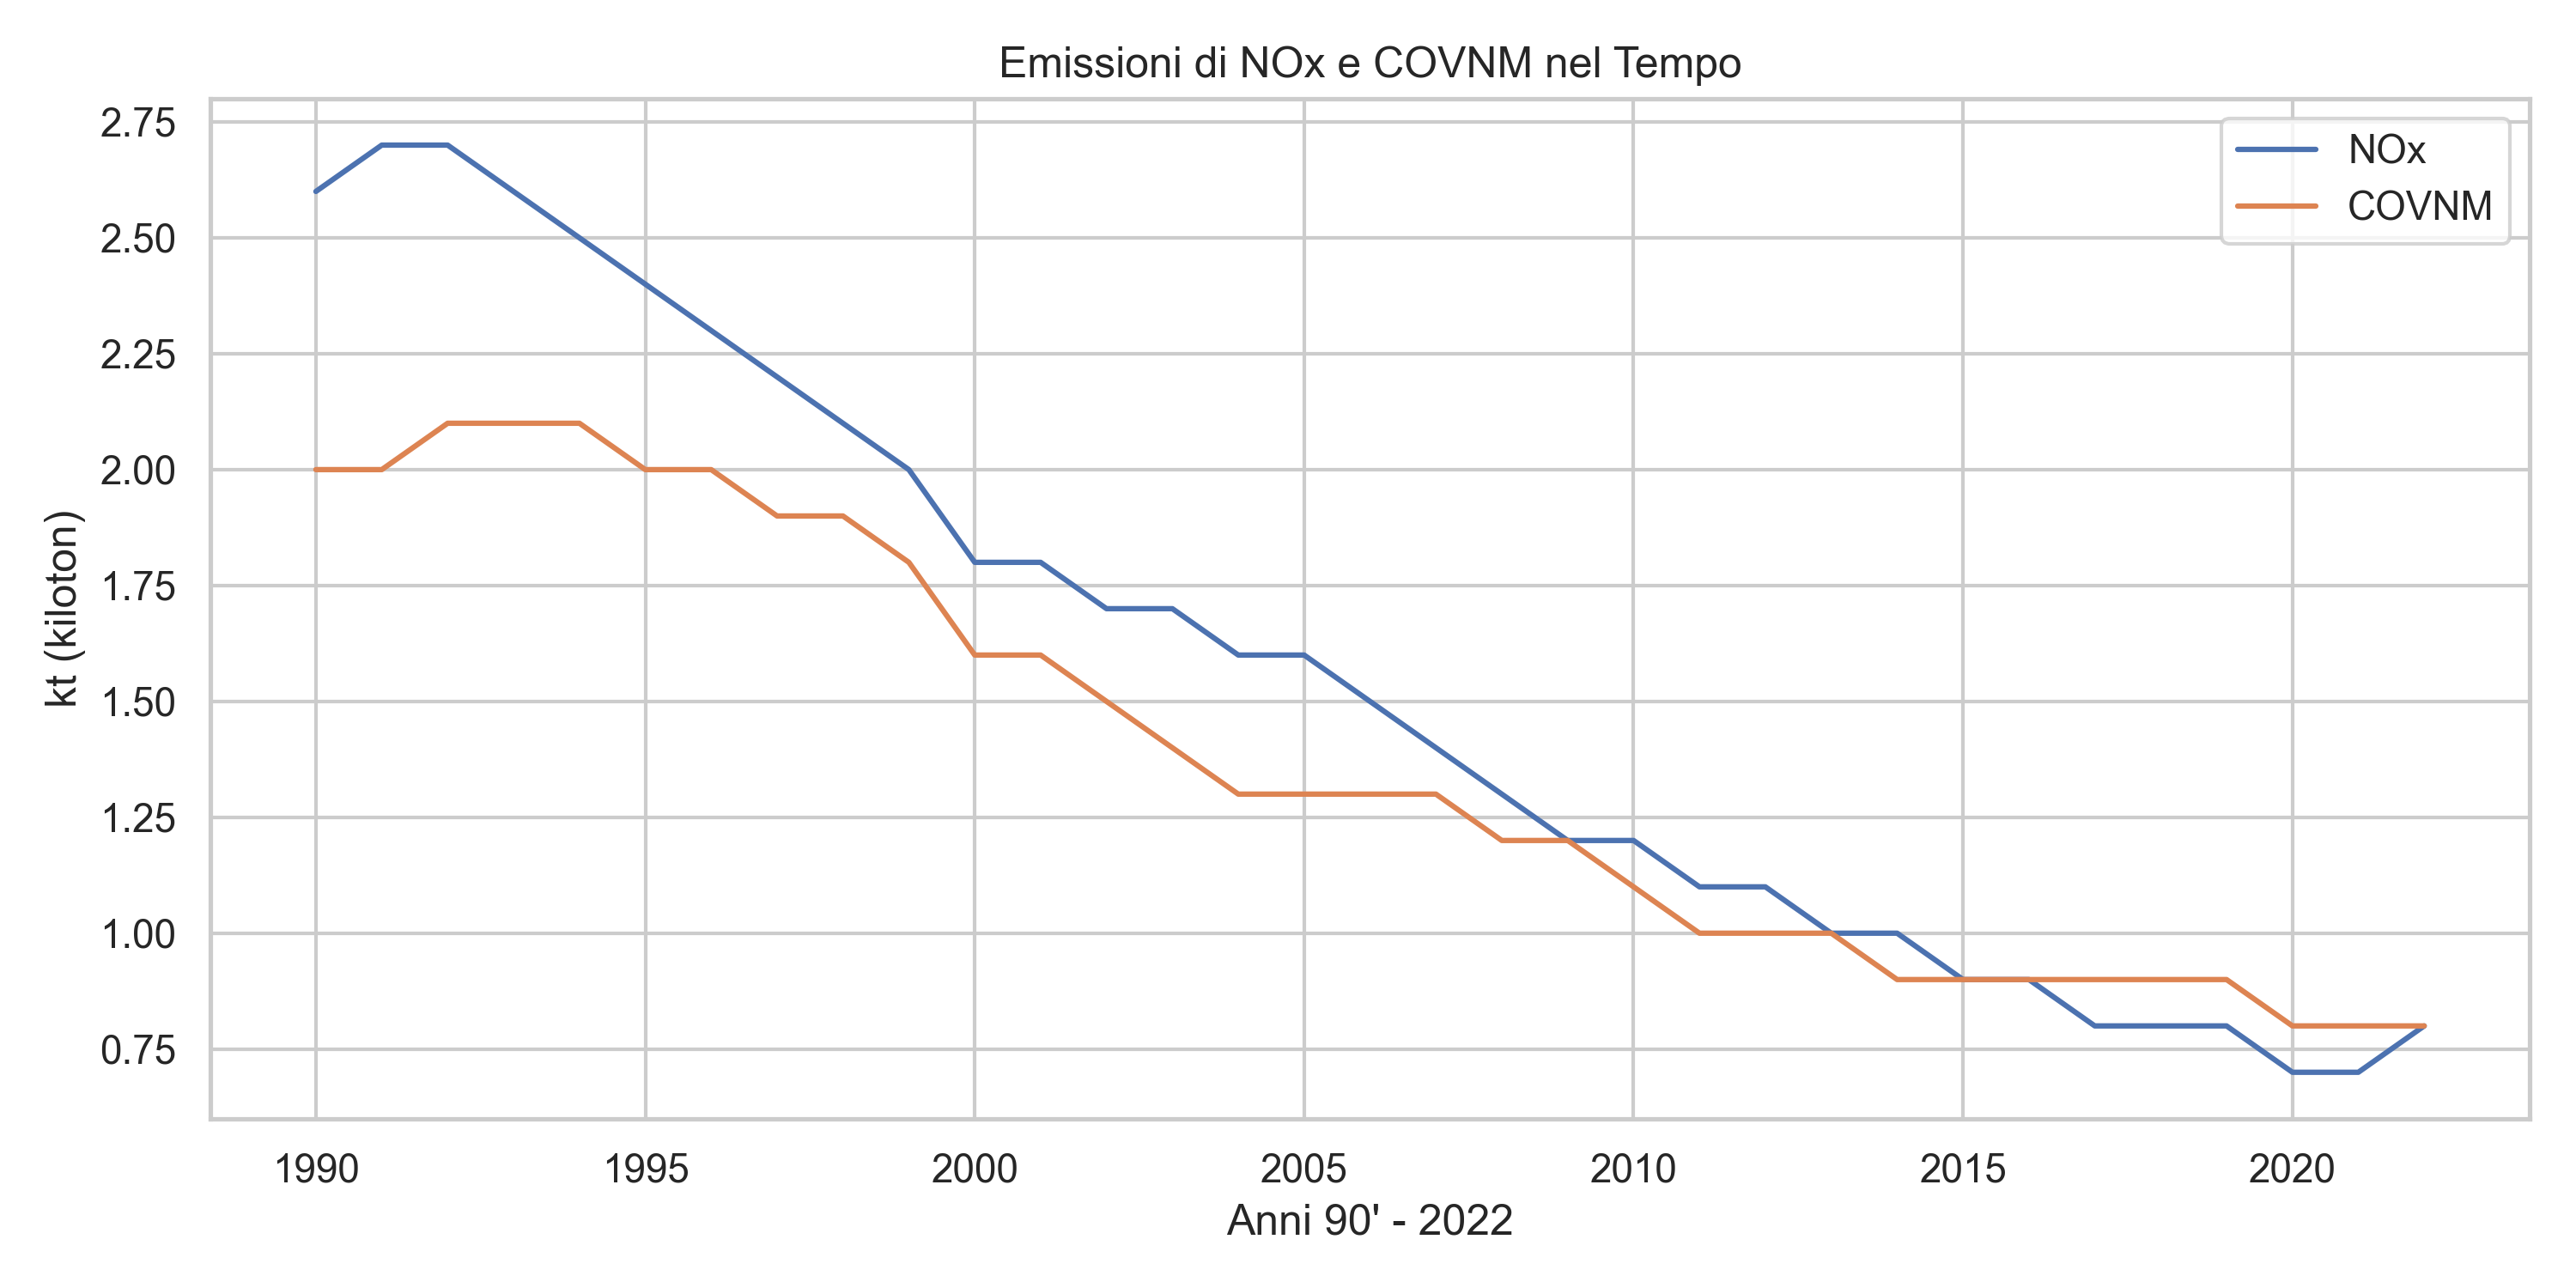 Emissioni di NOx e COVNM nel Tempo
NOx
COVNM
kt (kiloton)
2.75
2.50
2.25
2.00
1.75
1.50
1.25
1.00
0.75
1990 1995 2000 2005 2010 2015 2020
Anni 90' - 2022